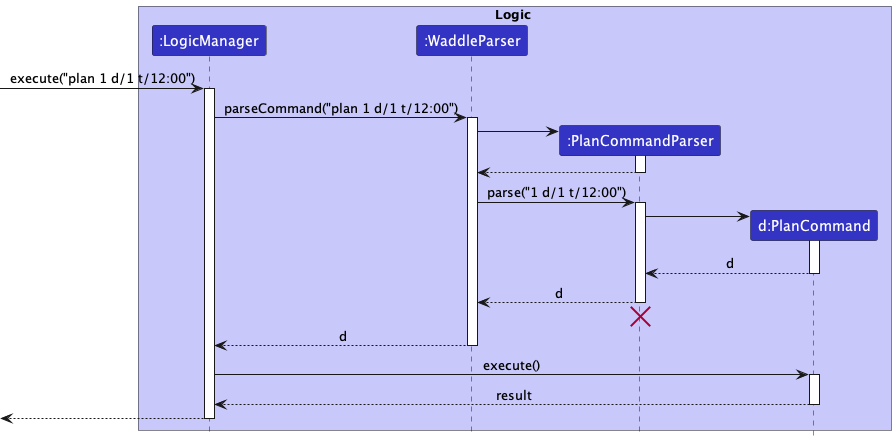 Logic
:LogicManager
:WaddleParser
execute("plan 1 d/1 t/12:00")
parseCommand("plan 1 d/1 t/12:00")
:PlanCommandParser
parse("1 d/1 t/12:00")
d:PlanCommand
d
d
d
execute()
result